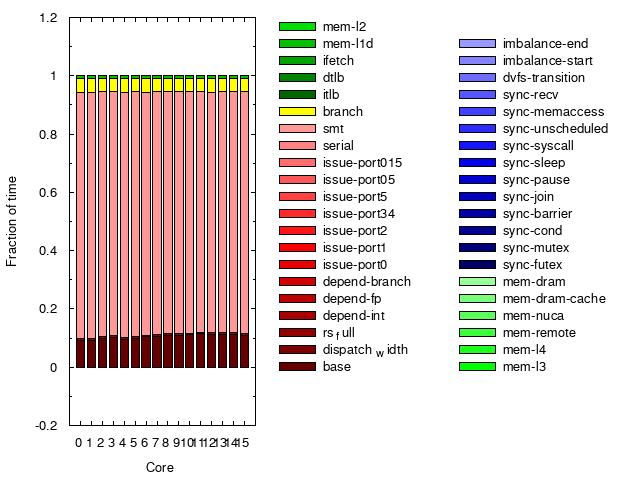 1.2
1
0.8
0.6
0.4
0.2
0
-0.2
Fraction of time
0 1 2 3 4 5 6 7 8 9 10 11 12 13 14 15
Core
mem-l2
mem-l1d
ifetch
dtlb
itlb
branch
smt
serial
issue-port015
issue-port05
issue-port5
issue-port34
issue-port2
issue-port1
issue-port0
depend-branch
depend-fp
depend-int
rs_full
dispatch_width
base
imbalance-end
imbalance-start
dvfs-transition
sync-recv
sync-memaccess
sync-unscheduled
sync-syscall
sync-sleep
sync-pause
sync-join
sync-barrier
sync-cond
sync-mutex
sync-futex
mem-dram
mem-dram-cache
mem-nuca
mem-remote
mem-l4
mem-l3